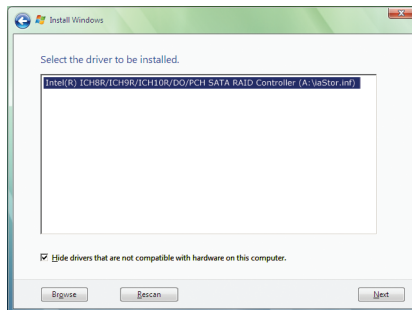 Install Windows
Select the driver to be installed.
Intel(R) ICH8R/ICH9R/ICH10R/DO/PCH SATA RAID Controller (A:\iaStor.inf)
Hide drivers that are not compatible with hardware on this computer.
Browse
Rescan
Next